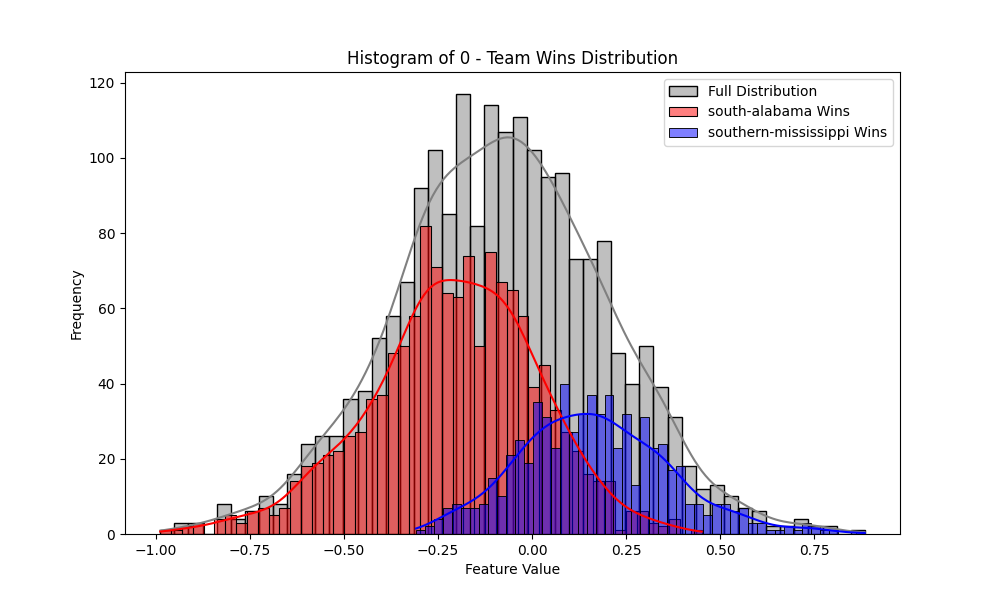 Histogram of 0 - Team Wins Distribution
Full Distribution
south-alabama Wins
southern-mississippi Wins
Frequency
120
100
80
60
40
20
0
−1.00 −0.75 −0.50 −0.25 0.00 0.25 0.50 0.75
Feature Value